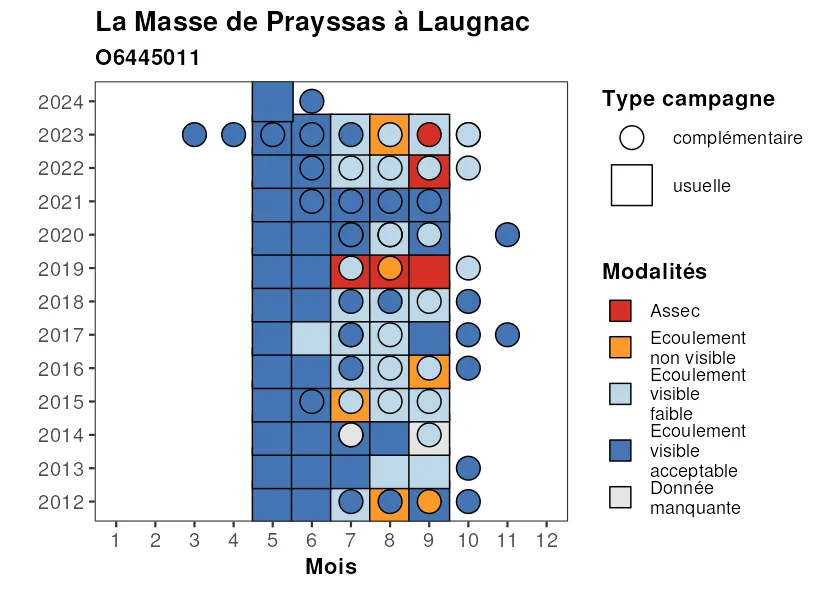 La Masse de Prayssas à Laugnac
O6445011
2024
2023
2022
2021
2020
2019
2018
2017
2016
2015
2014
2013
2012
1 2 3 4 5 6 7 8 9 10 11 12
Mois
Type campagne
complémentaire
usuelle
Modalités
Assec
Ecoulement
non visible
Ecoulement
visible
faible
Ecoulement
visible
acceptable
Donnée
manquante